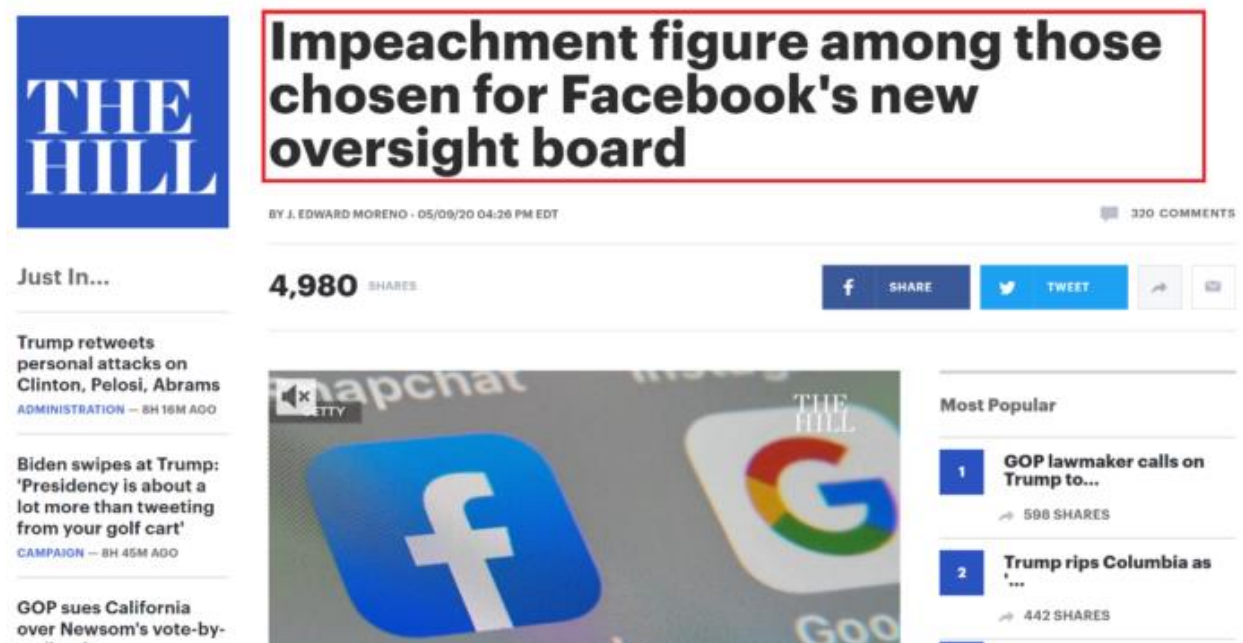 THE
HILL
Impeachment figure among those
chosen for Facebook's new
oversight board
BY J. EDWARD MORENO - 05/09/20 04:26 PM EDT
320 COMMENTS
Just In...
Trump retweets
personal attacks on
Clinton, Pelosi, Abrams
ADMINISTRATION — 8H 16M AGO
Biden swipes at Trump:
'Presidency is about a
lot more than tweeting
from your golf cart'
CAMPAIGN — 8H 45M AGO
GOP sues California
over Newsom's vote-by-
4,980 SHARES
f SHARE
TWEET
Snapchat
GETTY
THE
HILL
f
G
Goo
Most Popular
1 GOP lawmaker calls on
Trump to...
598 SHARES
2 Trump rips Columbia as
'...
442 SHARES